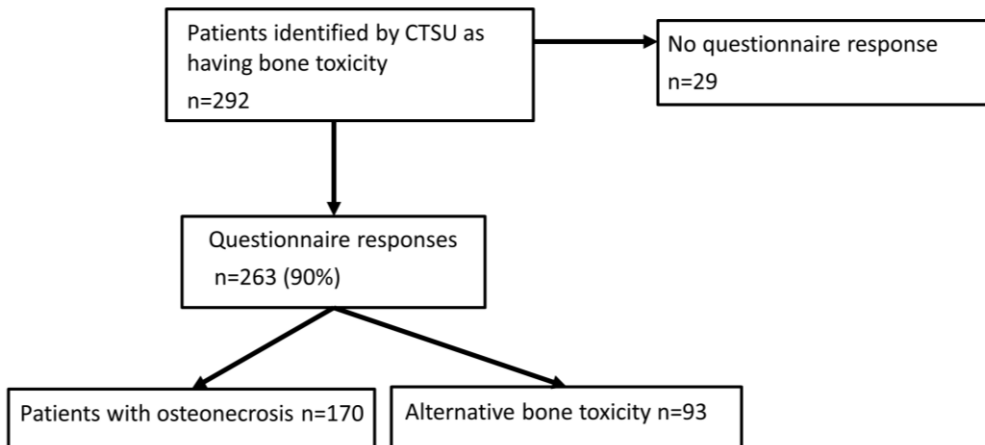 Patients identified by CTSU as
having bone toxicity
n=292
No questionnaire response
n=29
Questionnaire responses
n=263 (90%)
Patients with osteonecrosis n=170
Alternative bone toxicity n=93